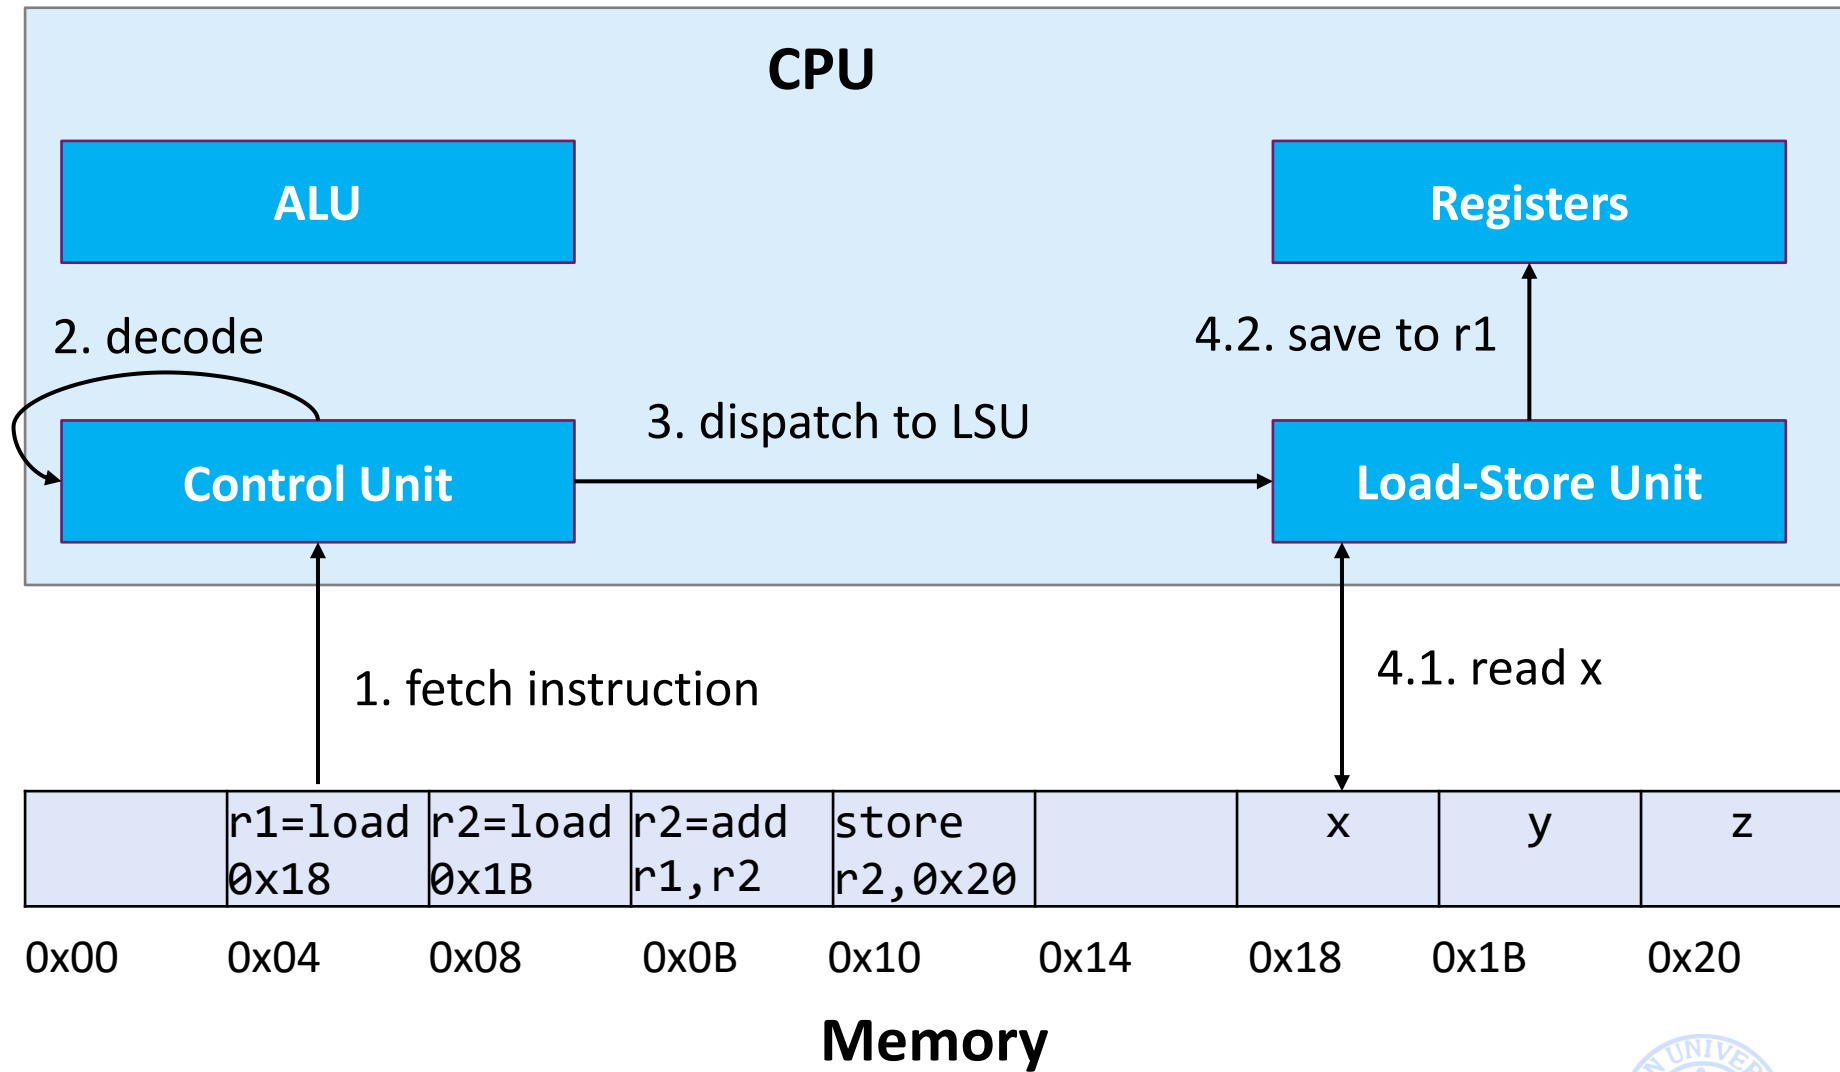 CPU
ALU
Registers
2. decode
4.2. save to r1
3. dispatch to LSU
Control Unit
Load-Store Unit
1. fetch instruction
4.1. read x
r1=load
0x18
r2=load
0x1B
r2=add
r1,r2
store
r2,0x20
x
y
z
0x00
0x04
0x08
0x0B
0x10
0x14
0x18
0x1B
0x20
Memory